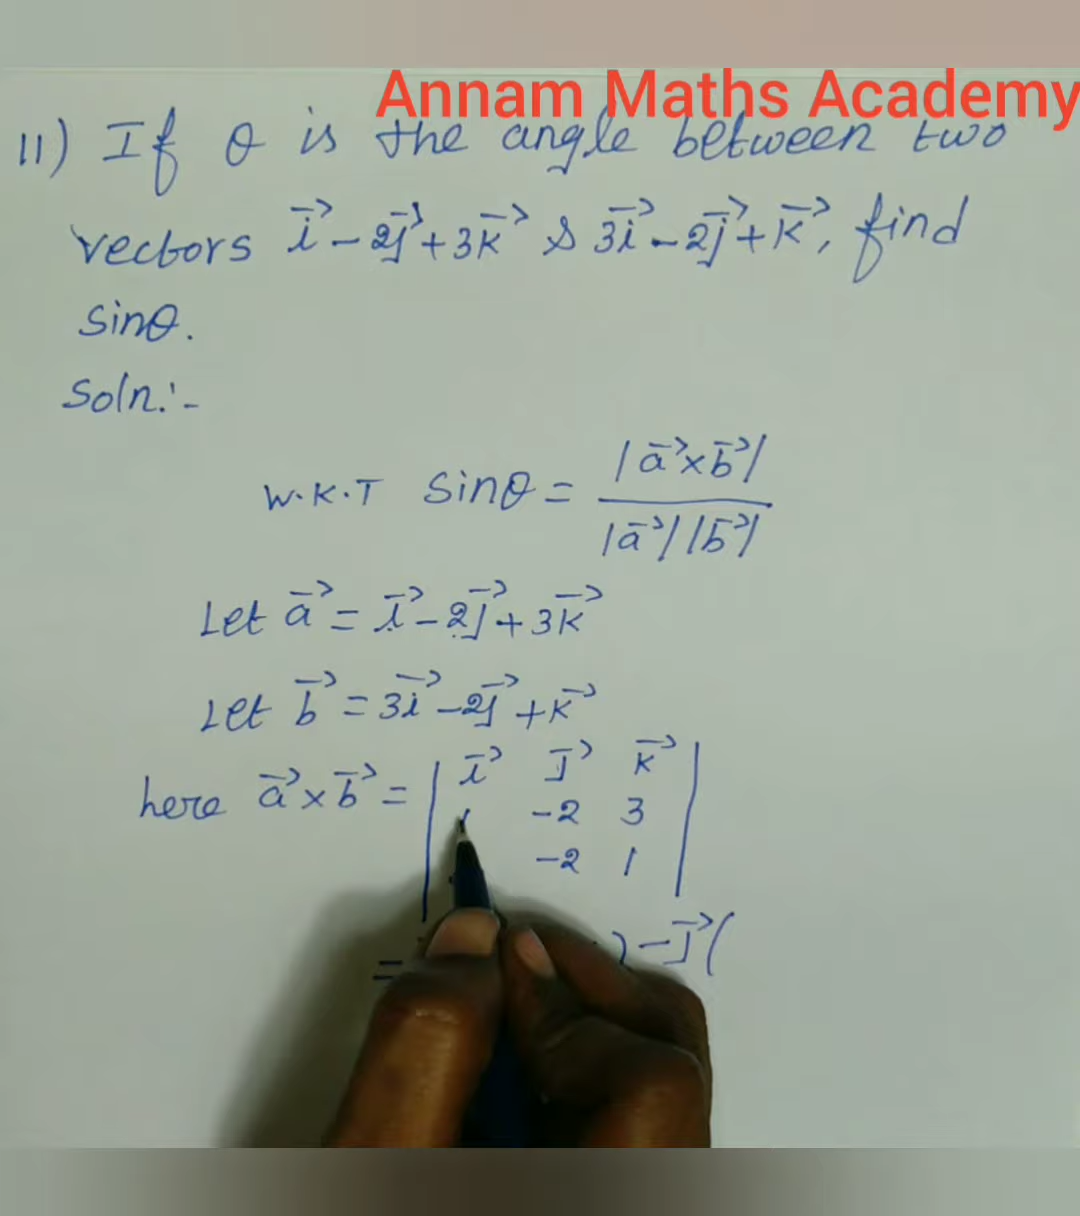 Annam Maths Academy
11) If θ is the angle between two
vectors i⃗ - 2j⃗ + 3k⃗ & 3i⃗ - 2j⃗ + k⃗, find
sinθ.
Soln:-
W.K.T sinθ = |a⃗ × b⃗| / |a⃗| |b⃗|
Let a⃗ = i⃗ - 2j⃗ + 3k⃗
Let b⃗ = 3i⃗ - 2j⃗ + k⃗
here a⃗ × b⃗ = | i⃗ j⃗ k⃗ |
1 -2 3
-2 1
= ) - j⃗ (